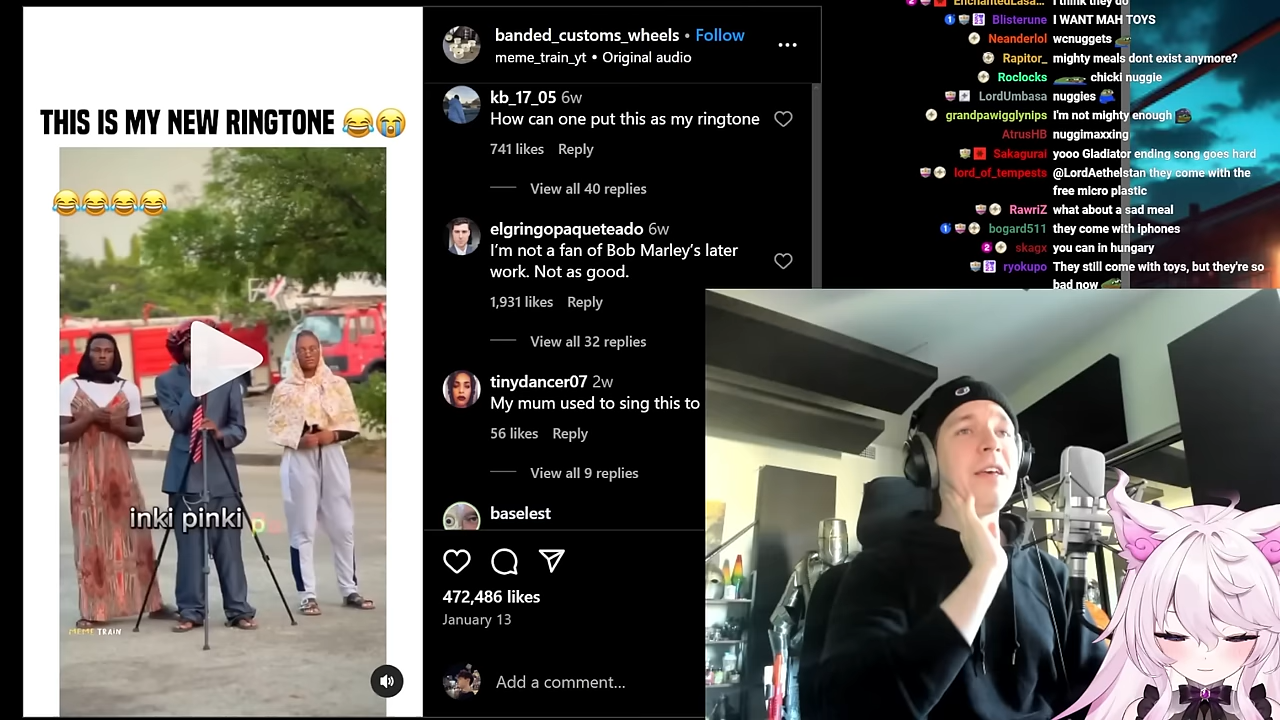 THIS IS MY NEW RINGTONE 😂😭
😂😂😂😂
inki pinki p
MEME TRAIN
banded_customs_wheels • Follow
meme_train_yt • Original audio
kb_17_05 6w
How can one put this as my ringtone
741 likes Reply
View all 40 replies
elgringopaqueteado 6w
I’m not a fan of Bob Marley’s later
work. Not as good.
1,931 likes Reply
View all 32 replies
tinydancer07 2w
My mum used to sing this to
56 likes Reply
View all 9 replies
baselest
472,486 likes
January 13
Add a comment...
EnchantedLasa... I think they do
Blisterune I WANT MAH TOYS
Neanderlol wcnuggets
Rapitor_ mighty meals dont exist anymore?
Roclocks chicki nuggie
LordUmbasa nuggies
grandpawigglynips I'm not mighty enough
AtrusHB nuggimaxxing
Sakagurai yooo Gladiator ending song goes hard
lord_of_tempests @LordAethelstan they come with the
free micro plastic
RawriZ what about a sad meal
bogard511 they come with Iphnes
skagx you can in hungary
ryokupo They still come with toys, but they're so
bad now